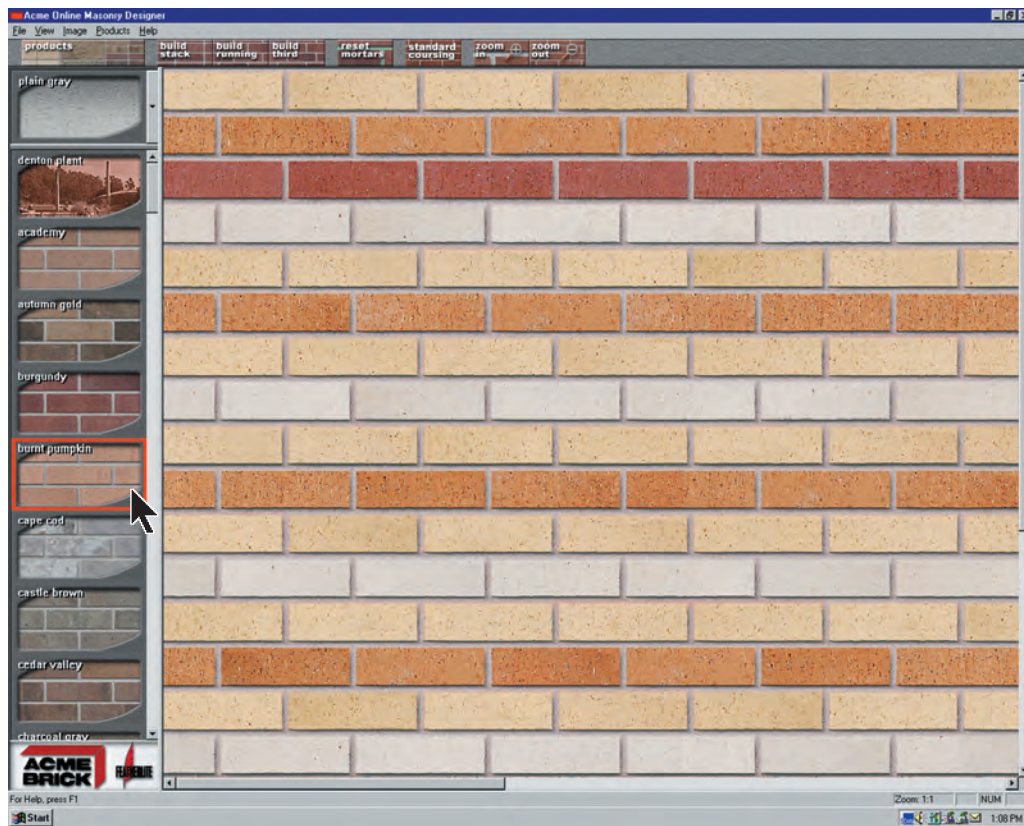 Acme Online Masonry Designer
File View Image Products Help
products
build stack
build running
build third
reset mortars
standard coursing
zoom in
zoom out
plain gray
denton plant
academy
autumn gold
burgundy
burnt pumpkin
cape cod
castle brown
cedar valley
charcoal gray
ACME
BRICK
FEATHERLITE
For Help, press F1
Zoom: 1:1
NUM
Start
1:08 PM